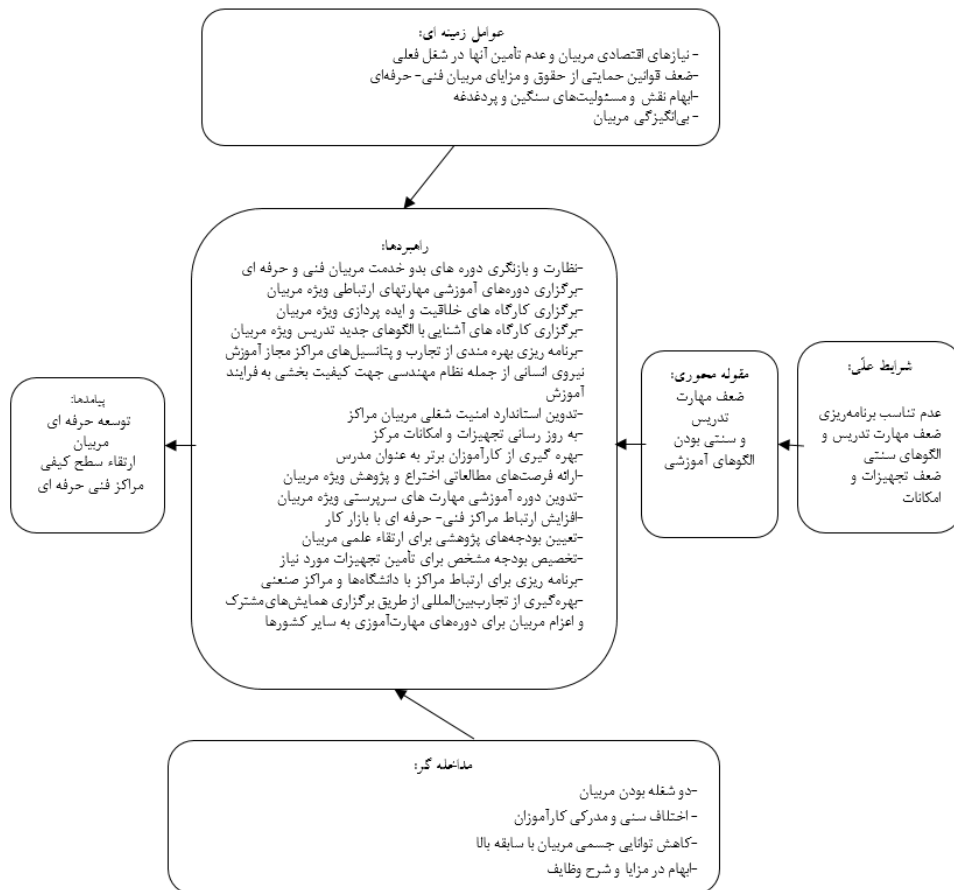 عوامل زمینه ای:
- نیازهای اقتصادی مربیان و عدم تأمین آنها در شغل فعلی
-ضعف قوانین حمایتی از حقوق و مزایای مربیان فنی- حرفه‌ای
-ابهام نقش و مسئولیت‌های سنگین و پردغدغه
- بی‌انگیزگی مربیان
راهبردها:
-نظارت و بازنگری دوره های بدو خدمت مربیان فنی و حرفه ای
-برگزاری دوره‌های آموزشی مهارتهای ارتباطی ویژه مربیان
-برگزاری کارگاه های خلاقیت و ایده پردازی ویژه مربیان
-برگزاری کارگاه های آشنایی با الگوهای جدید تدریس ویژه مربیان
-برنامه ریزی بهره مندی از تجارب و پتانسیل‌های مراکز مجاز آموزش
نیروی انسانی از جمله نظام مهندسی جهت کیفیت بخشی به فرایند
آموزش
-تدوین استاندارد امنیت شغلی مربیان مراکز
-به روز رسانی تجهیزات و امکانات مرکز
-بهره گیری از کارآموزان برتر به عنوان مدرس
-ارائه فرصت‌های مطالعاتی اختراع و پژوهش ویژه مربیان
-تدوین دوره آموزشی مهارت های سرپرستی ویژه مربیان
-افزایش ارتباط مراکز فنی- حرفه ای با بازار کار
-تعیین بودجه‌های پژوهشی برای ارتقاء علمی مربیان
-تخصیص بودجه مشخص برای تأمین تجهیزات مورد نیاز
-برنامه ریزی برای ارتباط مراکز با دانشگاه‌ها و مراکز صنعتی
-بهره‌گیری از تجارب‌بین‌المللی از طریق برگزاری همایش‌های‌مشترک
و اعزام مربیان برای دوره‌های مهارت‌آموزی به سایر کشورها
شرایط علّی:
عدم تناسب برنامه‌ریزی
ضعف مهارت تدریس و
الگوهای سنتی
ضعف تجهیزات و
امکانات
مقوله محوری:
ضعف مهارت
تدریس
و سنتی بودن
الگوهای آموزشی
پیامدها:
توسعه حرفه ای
مربیان
ارتقاء سطح کیفی
مراکز فنی حرفه ای
مداخله گر:
-دو شغله بودن مربیان
- اختلاف سنی و مدرکی کارآموزان
-کاهش توانایی جسمی مربیان با سابقه بالا
-ابهام در مزایا و شرح وظایف